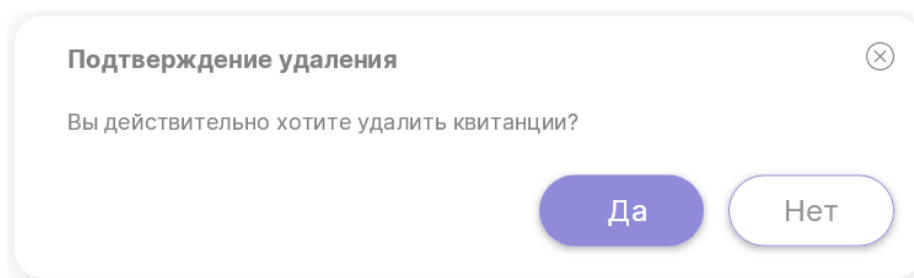 Подтверждение удаления
Вы действительно хотите удалить квитанции?
Да Нет